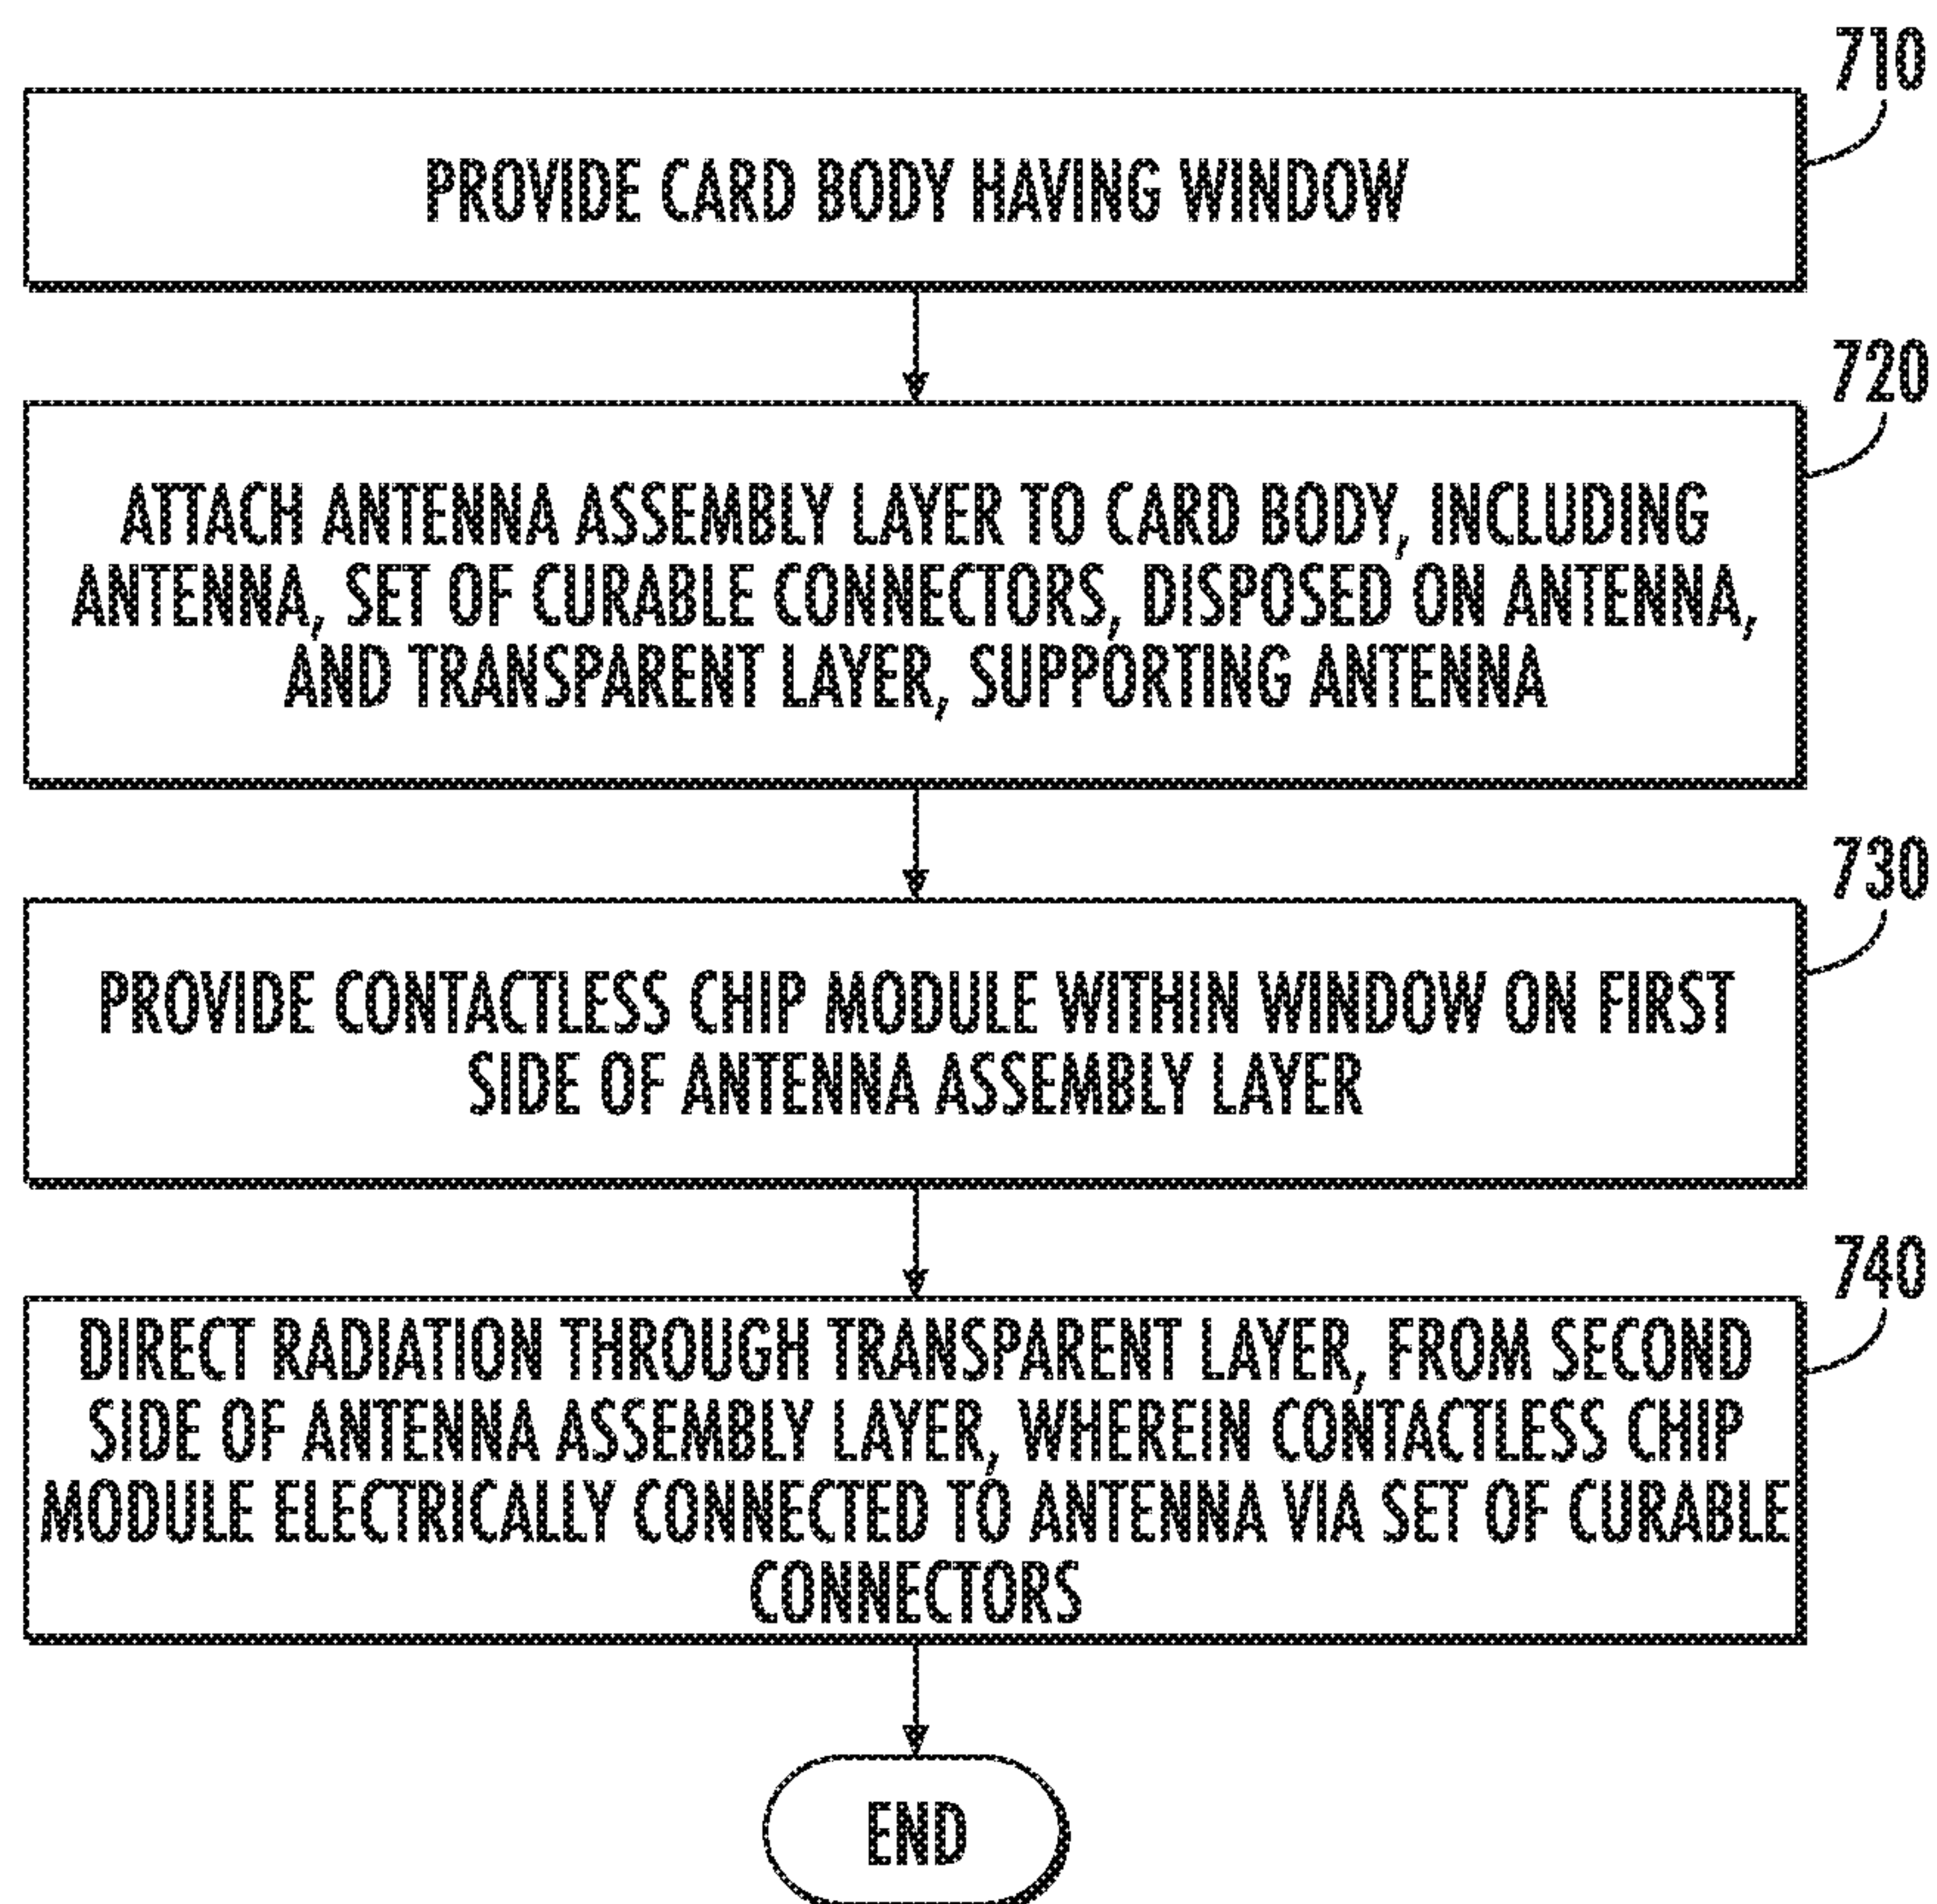 710
PROVIDE CARD BODY HAVING WINDOW
720
ATTACH ANTENNA ASSEMBLY LAYER TO CARD BODY, INCLUDING
ANTENNA, SET OF CURABLE CONNECTORS, DISPOSED ON ANTENNA,
AND TRANSPARENT LAYER, SUPPORTING ANTENNA
730
PROVIDE CONTACTLESS CHIP MODULE WITHIN WINDOW ON FIRST
SIDE OF ANTENNA ASSEMBLY LAYER
740
DIRECT RADIATION THROUGH TRANSPARENT LAYER, FROM SECOND
SIDE OF ANTENNA ASSEMBLY LAYER, WHEREIN CONTACTLESS CHIP
MODULE ELECTRICALLY CONNECTED TO ANTENNA VIA SET OF CURABLE
CONNECTORS
END